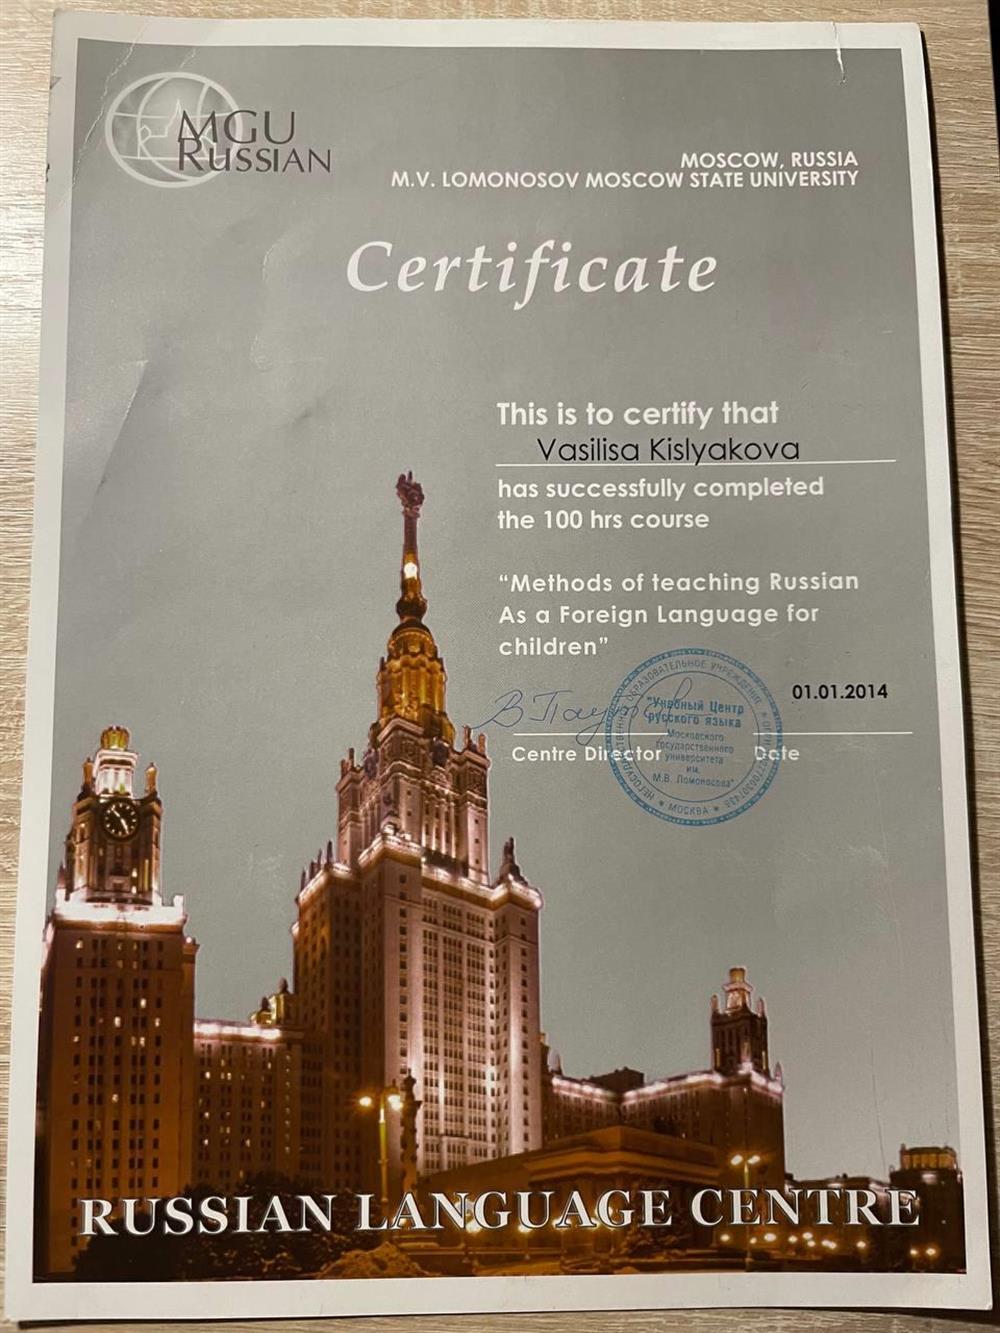 MGU
RUSSIAN
MOSCOW, RUSSIA
M.V. LOMONOSOV MOSCOW STATE UNIVERSITY
Certificate
This is to certify that
Vasilisa Kislyakova
has successfully completed
the 100 hrs course
“Methods of teaching Russian
As a Foreign Language for
children”
01.01.2014
Centre Director
Date
"Учебный Центр
русского языка
Московского
государственного
университета
им.
М.В. Ломоносова"
ОБРАЗОВАТЕЛЬНОЕ УЧРЕЖДЕНИЕ
* МОСКВА *
RUSSIAN LANGUAGE CENTRE